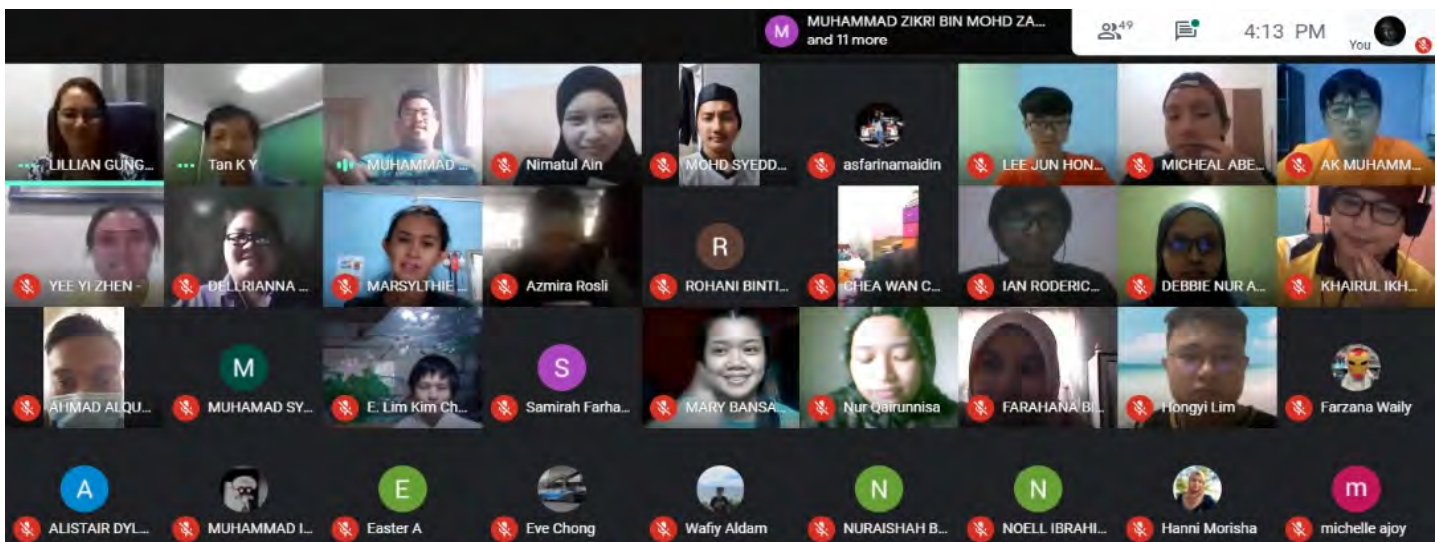 M
MUHAMMAD ZIKRI BIN MOHD ZA...
and 11 more
49
4:13 PM
You
LILLIAN GUNG...
Tan K Y
MUHAMMAD ...
Nimatul Ain
MOHD SYEDD...
asfarinamaidin
LEE JUN HON...
MICHEAL ABE...
AK MUHAMM...
YEE YI ZHEN -
DELLRIANNA ...
MARSYLTHIE ...
Azmira Rosli
R
ROHANI BINTI...
CHEA WAN C...
IAN RODERIC...
DEBBIE NUR A...
KHAIRUL IKH...
AHMAD ALQU...
M
MUHAMAD SY...
E. Lim Kim Ch...
S
Samirah Farha...
MARY BANSA...
Nur Qairunnisa
FARAHANA BI...
Hongyi Lim
Farzana Waily
A
ALISTAIR DYL...
MUHAMMAD I...
E
Easter A
Eve Chong
Wafiy Aldam
N
NURAISHAH B...
N
NOELL IBRAHI...
Hanni Morisha
m
michelle ajoy